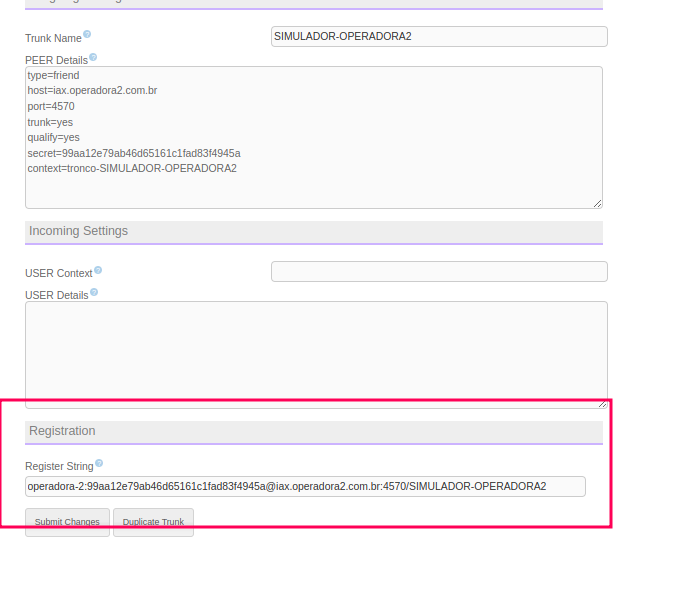 Trunk Name
SIMULADOR-OPERADORA2
PEER Details
type=friend
host=iax.operadora2.com.br
port=4570
trunk=yes
qualify=yes
secret=99aa12e79ab46d65161c1fad83f4945a
context=tronco-SIMULADOR-OPERADORA2
Incoming Settings
USER Context
USER Details
Registration
Register String
operadora-2:99aa12e79ab46d65161c1fad83f4945a@iax.operadora2.com.br:4570/SIMULADOR-OPERADORA2
Submit Changes
Duplicate Trunk